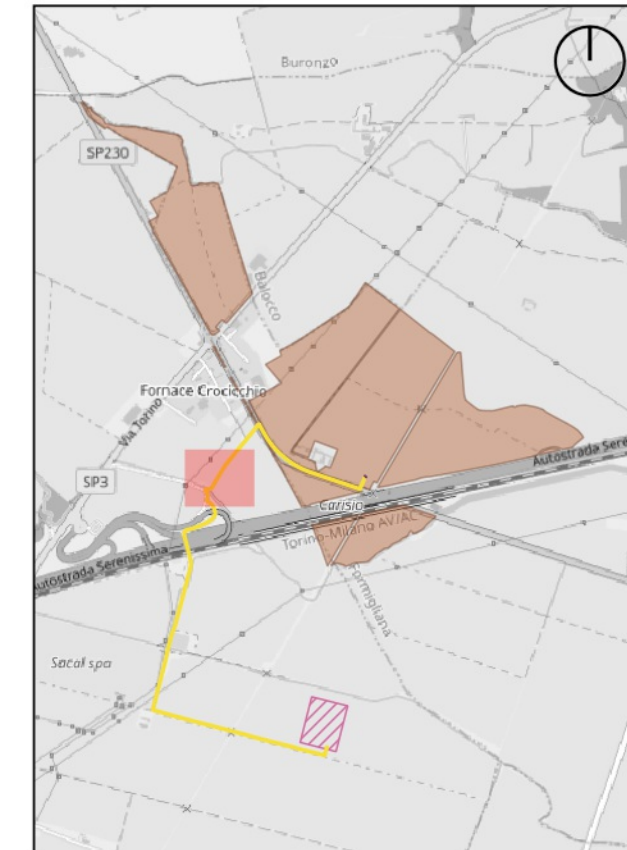 Buronzo
SP230
Balocco
Fornace Crocicchio
Via Torino
SP3
Autostrada Sere
Carisio
Torino-Milano AV/AC
Autostrada Serenissima
Formigliana
Sacal spa